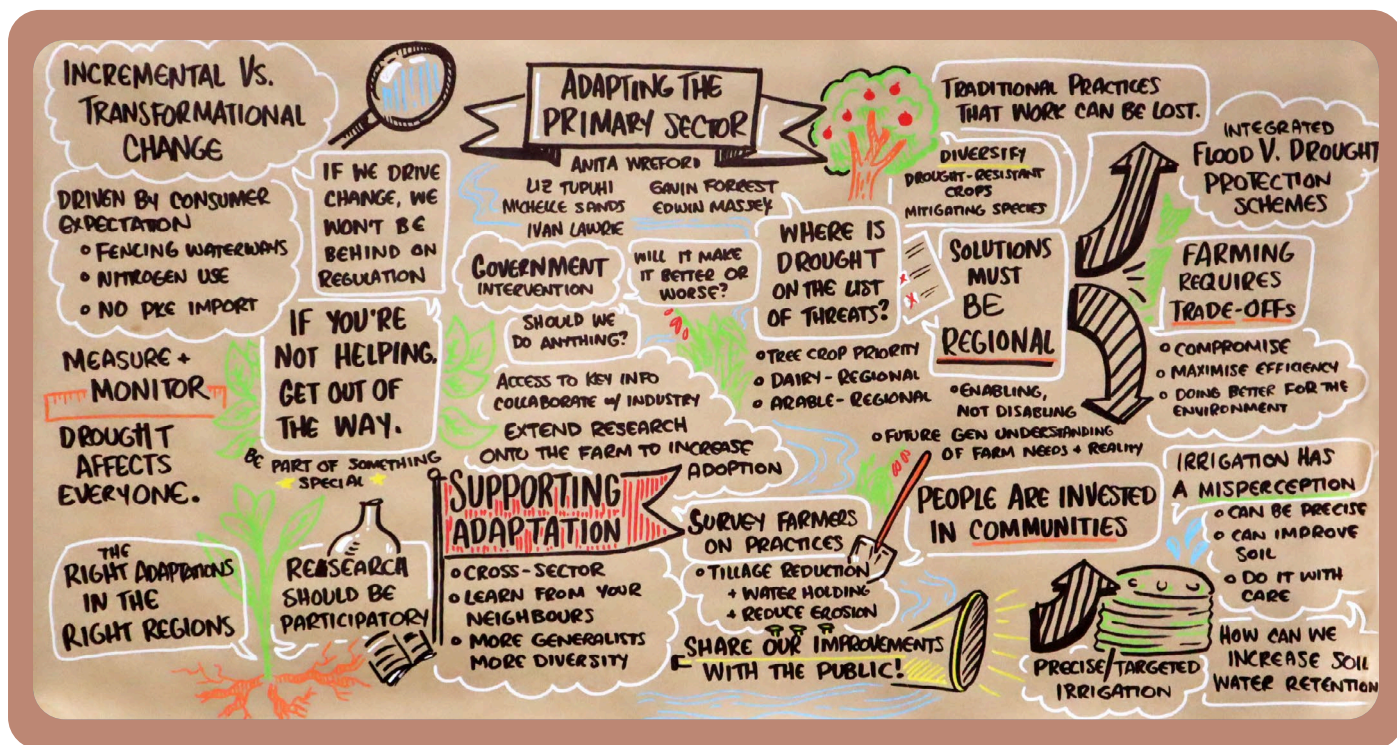 INCREMENTAL VS.
TRANSFORMATIONAL
CHANGE
DRIVEN BY CONSUMER
EXPECTATION
• FENCING WATERWAYS
• NITROGEN USE
• NO PKE IMPORT
IF WE DRIVE
CHANGE, WE
WON'T BE
BEHIND ON
REGULATION
MEASURE +
MONITOR
DROUGHT
AFFECTS
EVERYONE.
IF YOU'RE
NOT HELPING.
GET OUT OF
THE WAY.
BE PART OF SOMETHING
SPECIAL
THE
RIGHT ADAPTATIONS
IN THE
RIGHT REGIONS
RESEARCH
SHOULD BE
PARTICIPATORY
ADAPTING THE
PRIMARY SECTOR
ANITA WREFORD
LIZ TUPUHI
MICHELLE SANDS
IVAN LAWRIE
GAVIN FORREST
EDWIN MASSEY
GOVERNMENT
INTERVENTION
WILL IT MAKE
IT BETTER OR
WORSE?
SHOULD WE
DO ANYTHING?
ACCESS TO KEY INFO
COLLABORATE W/ INDUSTRY
EXTEND RESEARCH
ONTO THE FARM TO INCREASE
ADOPTION
SUPPORTING
ADAPTATION
• CROSS-SECTOR
• LEARN FROM YOUR
NEIGHBOURS
• MORE GENERALISTS
MORE DIVERSITY
WHERE IS
DROUGHT
ON THE LIST
OF THREATS?
• TREE CROP PRIORITY
• DAIRY - REGIONAL
• ARABLE - REGIONAL
SURVEY FARMERS
ON PRACTICES
• TILLAGE REDUCTION
+ WATER HOLDING
+ REDUCE EROSION
SHARE OUR IMPROVEMENTS
WITH THE PUBLIC!
TRADITIONAL PRACTICES
THAT WORK CAN BE LOST.
DIVERSIFY
DROUGHT-RESISTANT
CROPS
MITIGATING SPECIES
SOLUTIONS
MUST
BE
REGIONAL
• ENABLING,
NOT DISABLING
• FUTURE GEN UNDERSTANDING
OF FARM NEEDS + REALITY
PEOPLE ARE INVESTED
IN COMMUNITIES
INTEGRATED
FLOOD V. DROUGHT
PROTECTION
SCHEMES
FARMING
REQUIRES
TRADE-OFFS
• COMPROMISE
• MAXIMISE EFFICIENCY
• DOING BETTER FOR THE
ENVIRONMENT
IRRIGATION HAS
A MISPERCEPTION
• CAN BE PRECISE
• CAN IMPROVE
SOIL
• DO IT WITH
CARE
PRECISE/TARGETED
IRRIGATION
HOW CAN WE
INCREASE SOIL
WATER RETENTION